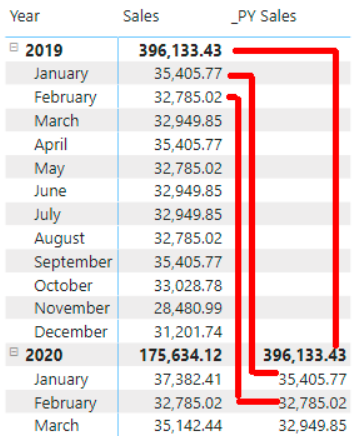 Year Sales _PY Sales
2019 396,133.43
January 35,405.77
February 32,785.02
March 32,949.85
April 35,405.77
May 32,785.02
June 32,949.85
July 32,949.85
August 32,785.02
September 35,405.77
October 33,028.78
November 28,480.99
December 31,201.74
2020 175,634.12 396,133.43
January 37,382.41 35,405.77
February 32,785.02 32,785.02
March 35,142.44 32,949.85